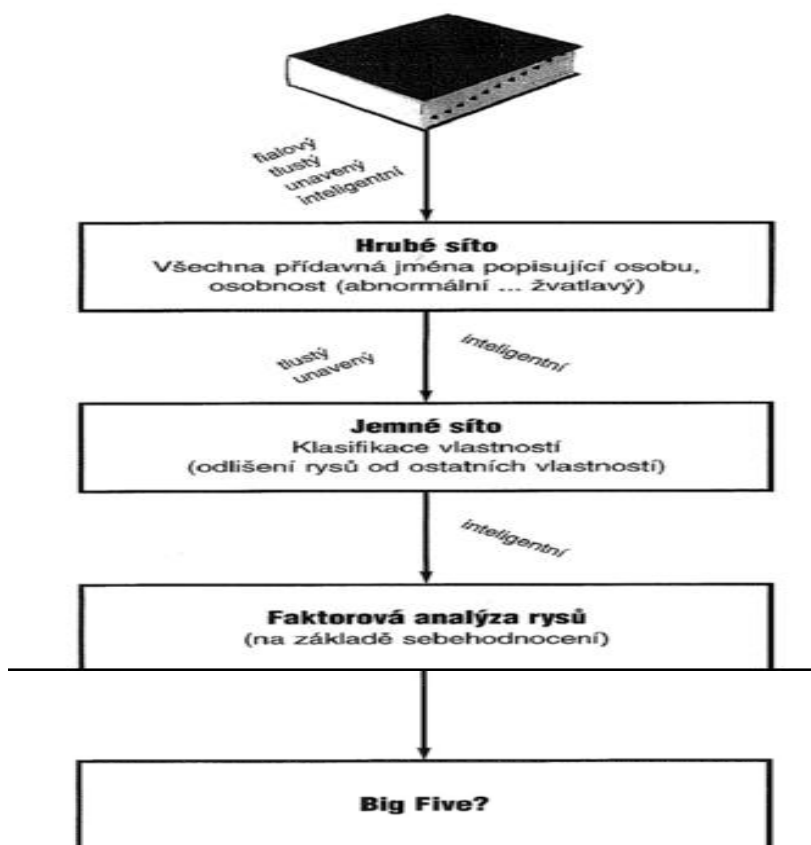 fialový
tlustý
unavený
inteligentní
Hrubé síto
Všechna přídavná jména popisující osobu,
osobnost (abnormální ... žvatlavý)
tlustý
unavený
inteligentní
Jemné síto
Klasifikace vlastností
(odlišení rysů od ostatních vlastností)
inteligentní
Faktorová analýza rysů
(na základě sebehodnocení)
Big Five?